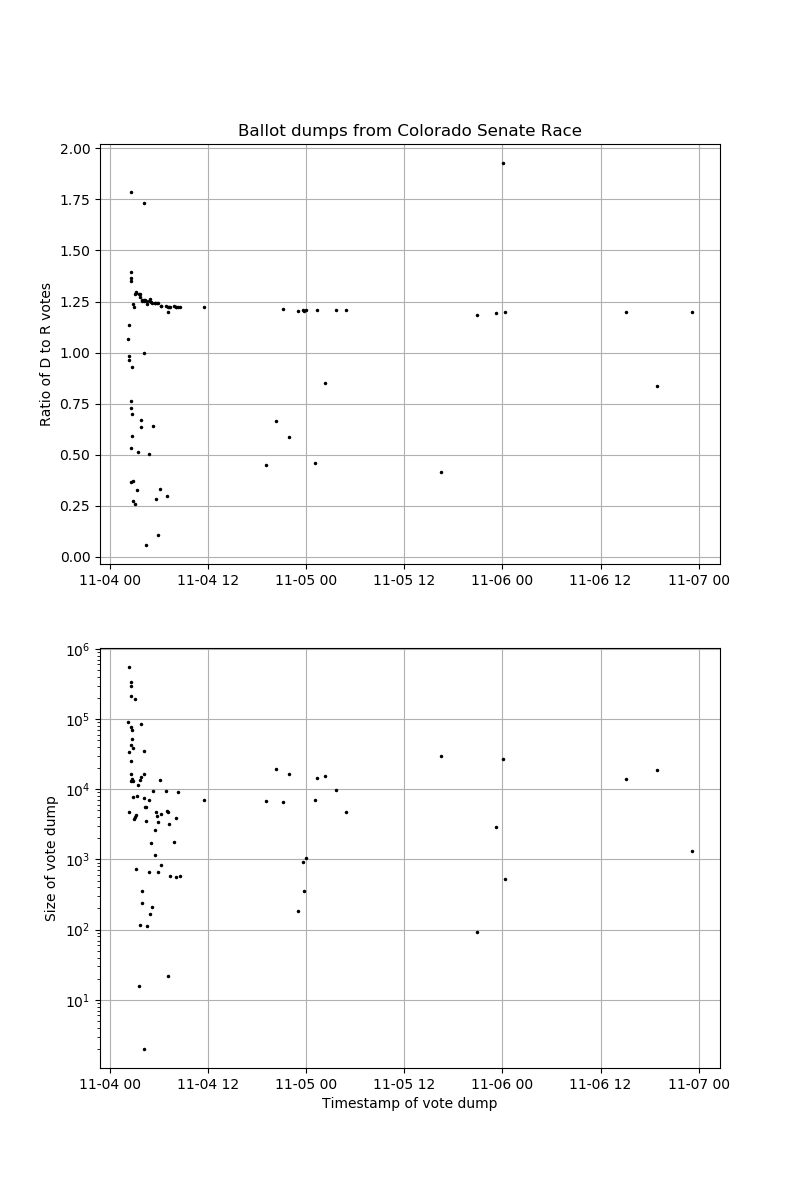 Ballot dumps from Colorado Senate Race
Ratio of D to R votes
2.00
1.75
1.50
1.25
1.00
0.75
0.50
0.25
0.00
11-04 00 11-04 12 11-05 00 11-05 12 11-06 00 11-06 12 11-07 00
Size of vote dump
10⁶
10⁵
10⁴
10³
10²
10¹
11-04 00 11-04 12 11-05 00 11-05 12 11-06 00 11-06 12 11-07 00
Timestamp of vote dump